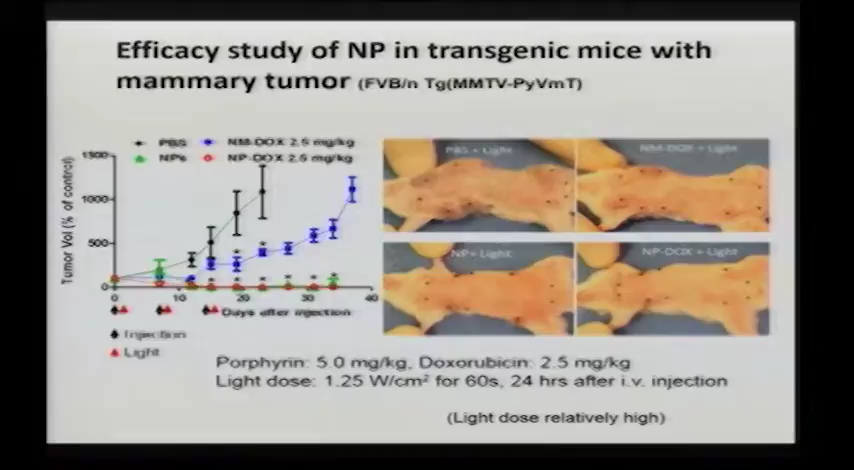 Efficacy study of NP in transgenic mice with
mammary tumor (FVB/n Tg(MMTV-PyVmT)
PBS
NM-DOX 2.5 mg/kg
NPs
NP-DOX 2.5 mg/kg
Tumor Vol (% of control)
1500
1000
500
0
0
10
20
30
40
Days after injection
Injection
Light
PBS + Light
NM-DOX + Light
NP+ Light
NP-DOX + Light
Porphyrin: 5.0 mg/kg, Doxorubicin: 2.5 mg/kg
Light dose: 1.25 W/cm² for 60s, 24 hrs after i.v. injection
(Light dose relatively high)